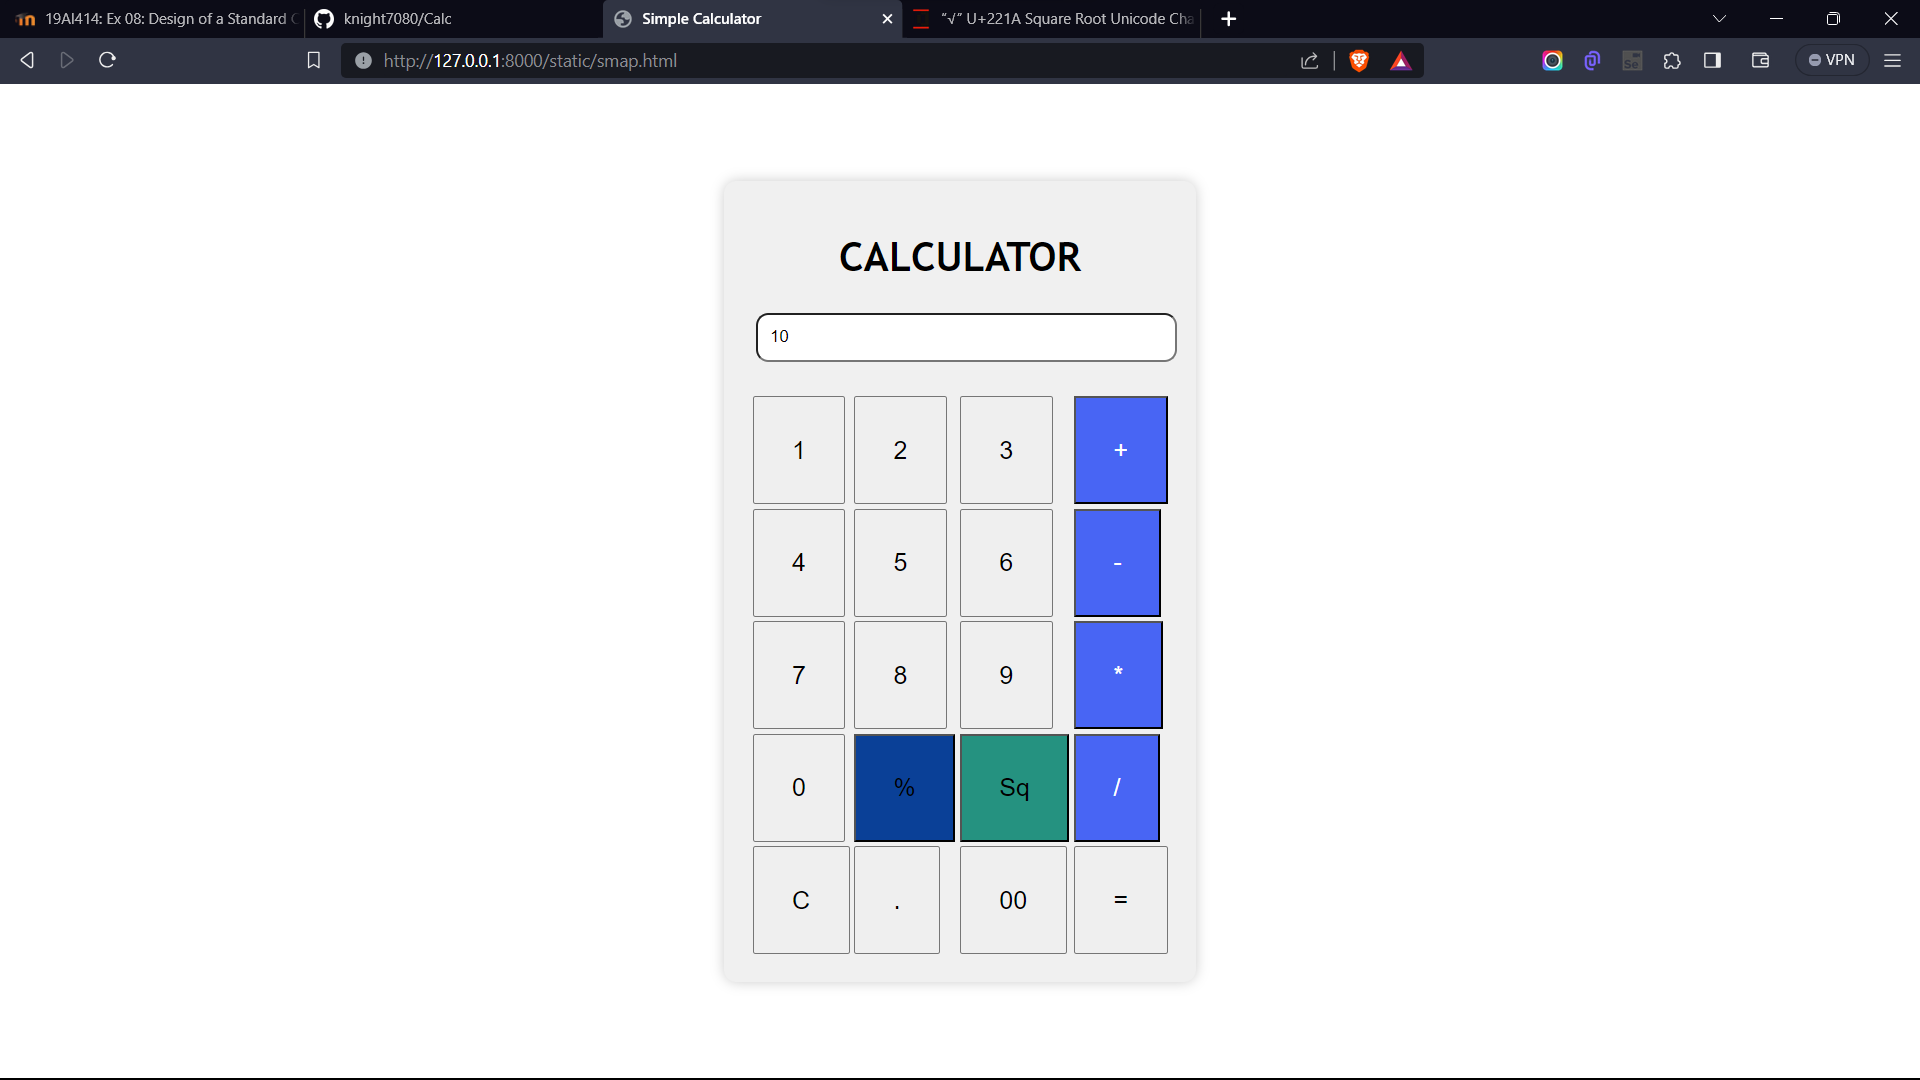 19AI414: Ex 08: Design of a Standard
knight7080/Calc
Simple Calculator
"√" U+221A Square Root Unicode Cha
http://127.0.0.1:8000/static/smap.html
Se
VPN
CALCULATOR
10
1 2 3 +
4 5 6 -
7 8 9 *
0 % Sq /
C . 00 =